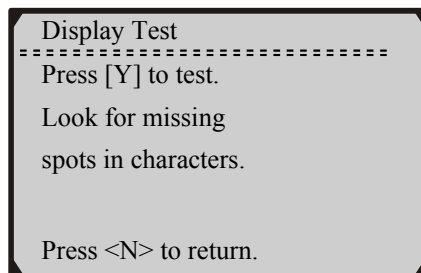 Display Test
Press [Y] to test.
Look for missing
spots in characters.
Press <N> to return.